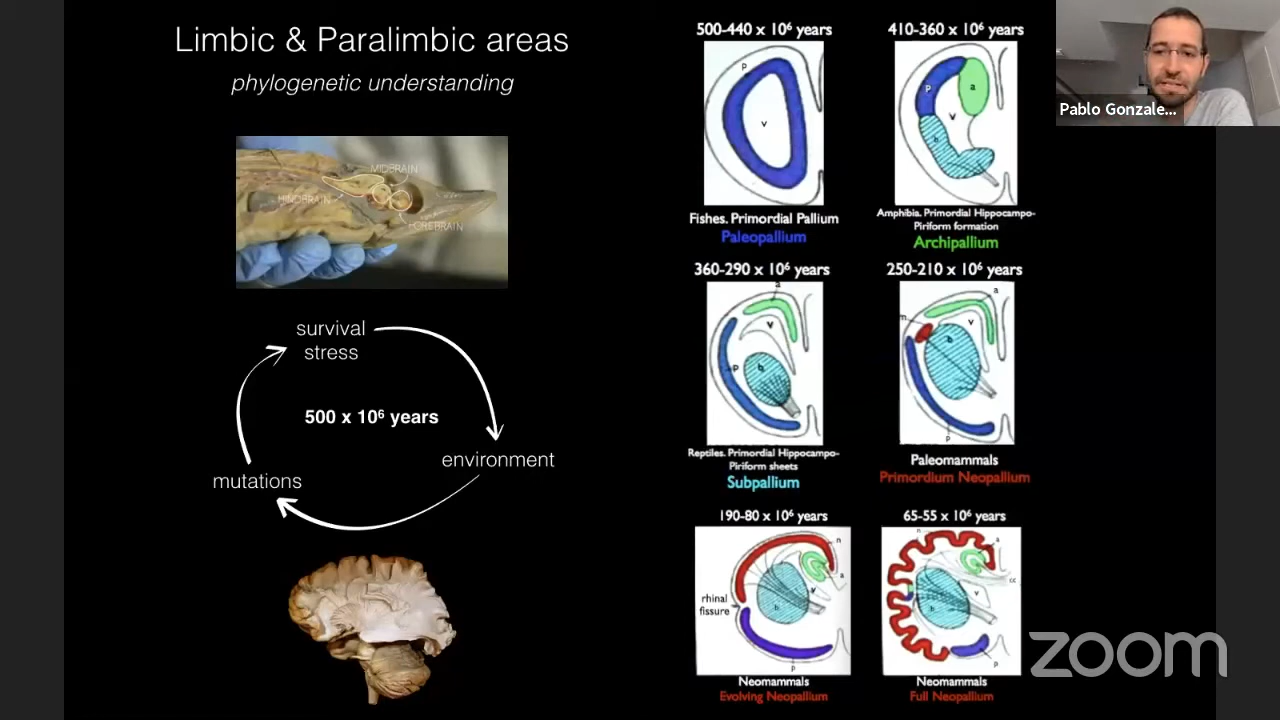 Limbic & Paralimbic areas
phylogenetic understanding
MIDBRAIN
HINDBRAIN
FOREBRAIN
survival
stress
500 x 10⁶ years
environment
mutations
500-440 x 10⁶ years
P
v
Fishes. Primordial Pallium
Paleopallium
410-360 x 10⁶ years
P
a
v
b
Amphibia. Primordial Hippocampo-
Piriform formation
Archipallium
360-290 x 10⁶ years
a
v
p
b
Reptiles. Primordial Hippocampo-
Piriform sheets
Subpallium
250-210 x 10⁶ years
a
n
v
b
p
Paleomammals
Primordium Neopallium
190-80 x 10⁶ years
n
a
v
rhinal
fissure
b
p
Neomammals
Evolving Neopallium
65-55 x 10⁶ years
n
a
cc
v
b
p
Neomammals
Full Neopallium
Pablo Gonzale...
zoom